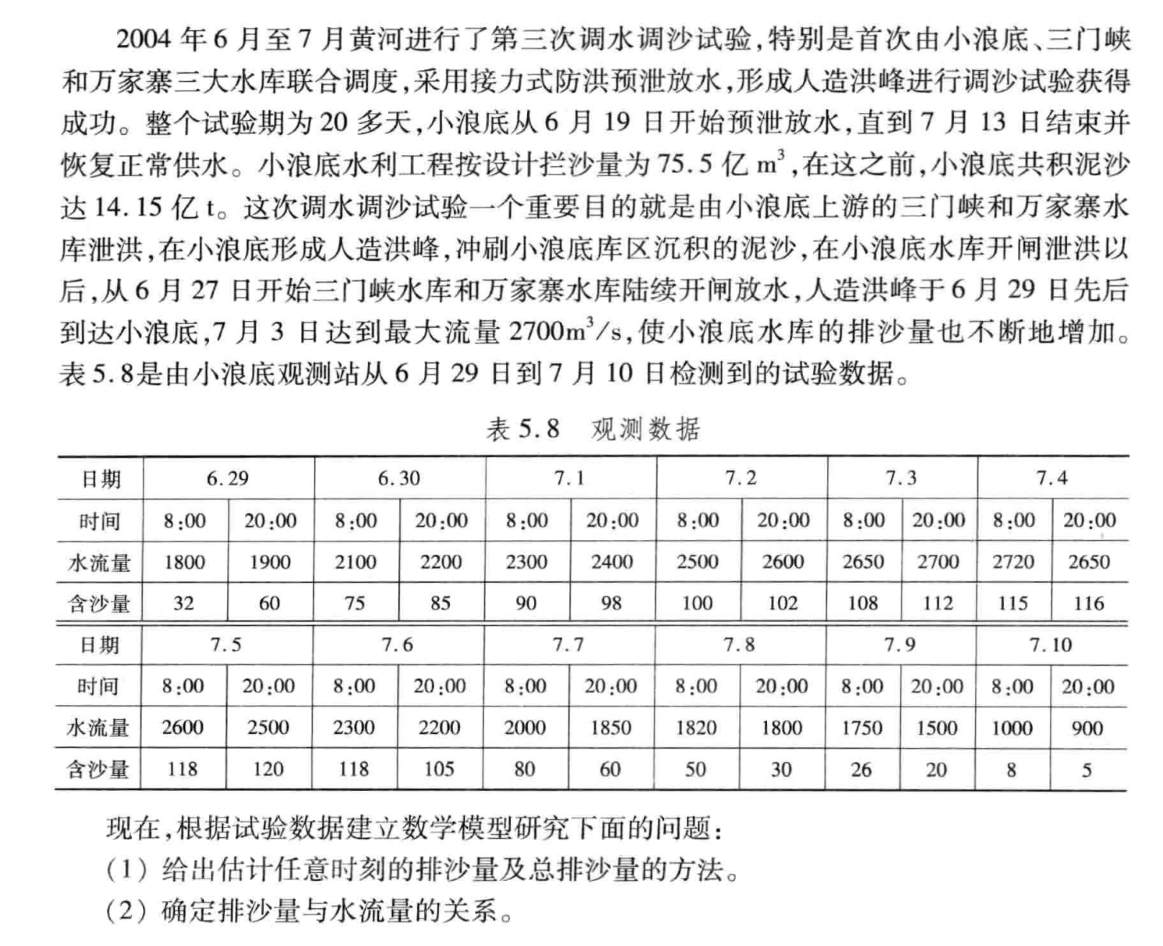 2004 年 6 月至 7 月黄河进行了第三次调水调沙试验,特别是首次由小浪底、三门峡
和万家寨三大水库联合调度,采用接力式防洪预泄放水,形成人造洪峰进行调沙试验获得
成功。整个试验期为 20 多天,小浪底从 6 月 19 日开始预泄放水,直到 7 月 13 日结束并
恢复正常供水。小浪底水利工程按设计拦沙量为 75.5 亿 m³,在这之前,小浪底共积泥沙
达 14.15 亿 t。这次调水调沙试验一个重要目的就是由小浪底上游的三门峡和万家寨水
库泄洪,在小浪底形成人造洪峰,冲刷小浪底库区沉积的泥沙,在小浪底水库开闸泄洪以
后,从 6 月 27 日开始三门峡水库和万家寨水库陆续开闸放水,人造洪峰于 6 月 29 日先后
到达小浪底,7 月 3 日达到最大流量 2700m³/s,使小浪底水库的排沙量也不断地增加。
表 5.8是由小浪底观测站从 6 月 29 日到 7 月 10 日检测到的试验数据。
表 5.8 观测数据
日期 6.29 6.30 7.1 7.2 7.3 7.4
时间 8:00 20:00 8:00 20:00 8:00 20:00 8:00 20:00 8:00 20:00 8:00 20:00
水流量 1800 1900 2100 2200 2300 2400 2500 2600 2650 2700 2720 2650
含沙量 32 60 75 85 90 98 100 102 108 112 115 116
日期 7.5 7.6 7.7 7.8 7.9 7.10
时间 8:00 20:00 8:00 20:00 8:00 20:00 8:00 20:00 8:00 20:00 8:00 20:00
水流量 2600 2500 2300 2200 2000 1850 1820 1800 1750 1500 1000 900
含沙量 118 120 118 105 80 60 50 30 26 20 8 5
现在,根据试验数据建立数学模型研究下面的问题:
(1) 给出估计任意时刻的排沙量及总排沙量的方法。
(2) 确定排沙量与水流量的关系。